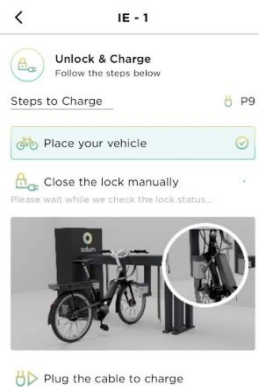 IE - 1
Unlock & Charge
Follow the steps below
Steps to Charge P9
Place your vehicle
Close the lock manually
Please wait while we check the lock status...
solum
Plug the cable to charge